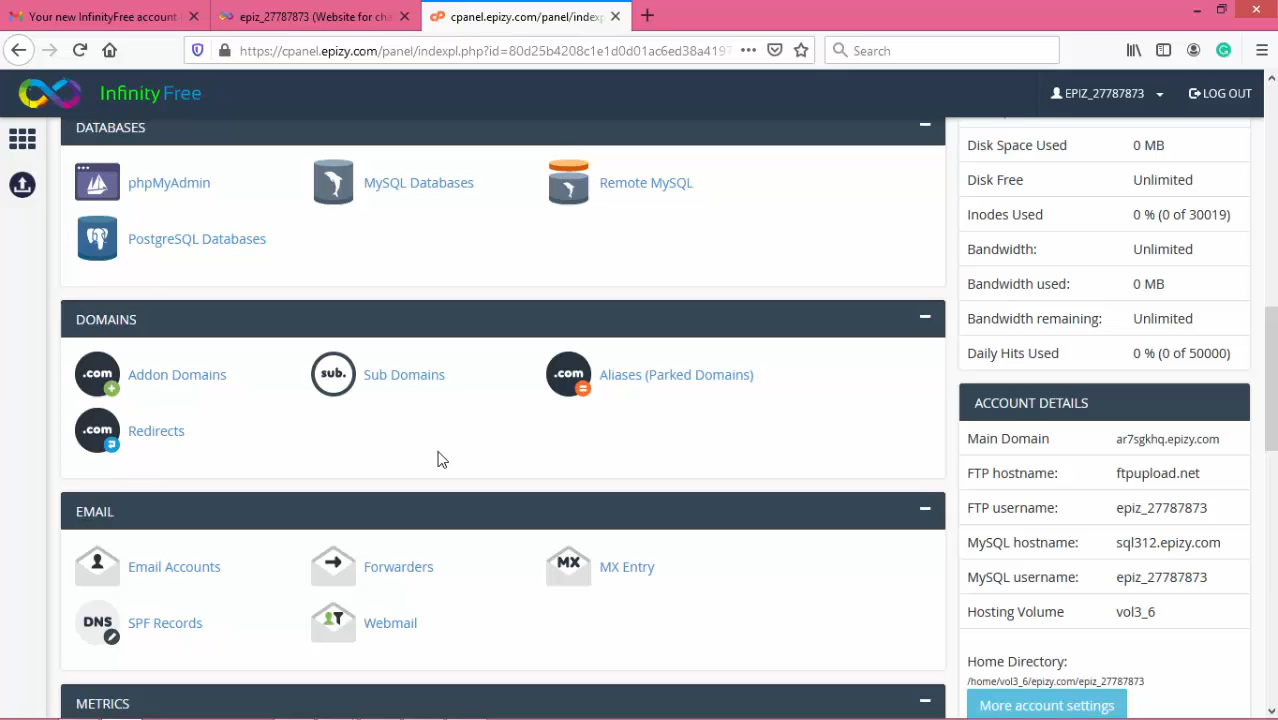 Your new InfinityFree account
epiz_27787873 (Website for cha
cpanel.epizy.com/panel/indexp
https://cpanel.epizy.com/panel/indexpl.php?id=80d25b4208c1e1d0d01ac6ed38a4197
Search
InfinityFree
EPIZ_27787873
LOG OUT
DATABASES
phpMyAdmin
MySQL Databases
Remote MySQL
PostgreSQL Databases
DOMAINS
.com
Addon Domains
sub.
Sub Domains
.com
Aliases (Parked Domains)
.com
Redirects
EMAIL
Email Accounts
Forwarders
MX
MX Entry
DNS
SPF Records
Webmail
METRICS
Disk Space Used 0 MB
Disk Free Unlimited
Inodes Used 0 % (0 of 30019)
Bandwidth: Unlimited
Bandwidth used: 0 MB
Bandwidth remaining: Unlimited
Daily Hits Used 0 % (0 of 50000)
ACCOUNT DETAILS
Main Domain ar7sgkhq.epizy.com
FTP hostname: ftpupload.net
FTP username: epiz_27787873
MySQL hostname: sql312.epizy.com
MySQL username: epiz_27787873
Hosting Volume vol3_6
Home Directory:
/home/vol3_6/epizy.com/epiz_27787873
More account settings